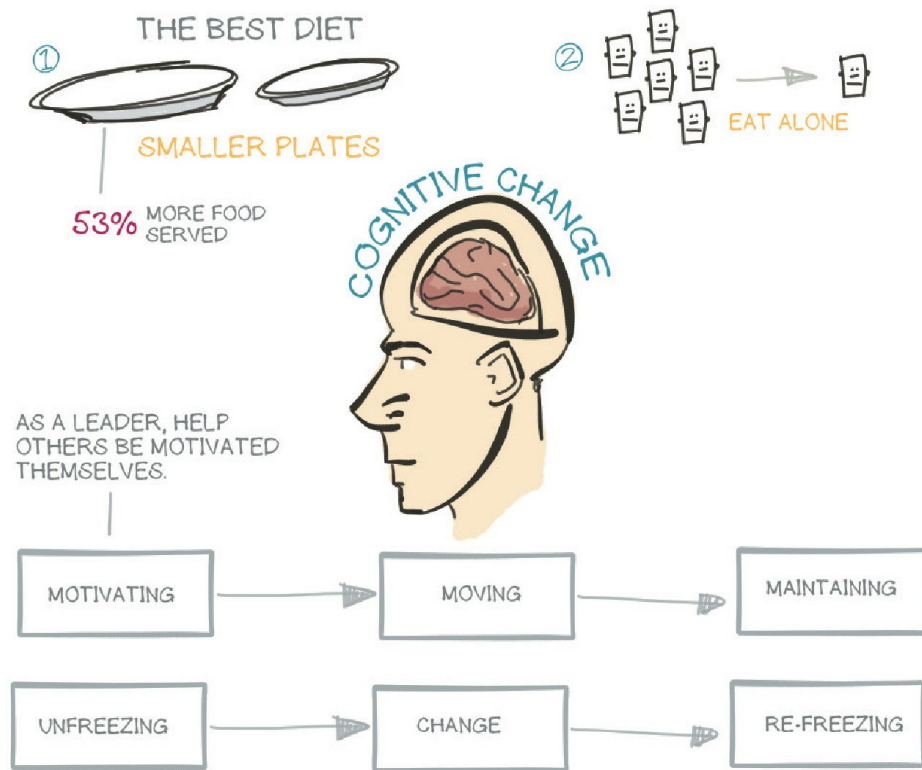 THE BEST DIET
1
SMALLER PLATES
53% MORE FOOD
SERVED
2
EAT ALONE
COGNITIVE CHANGE
AS A LEADER, HELP
OTHERS BE MOTIVATED
THEMSELVES.
MOTIVATING
MOVING
MAINTAINING
UNFREEZING
CHANGE
RE-FREEZING